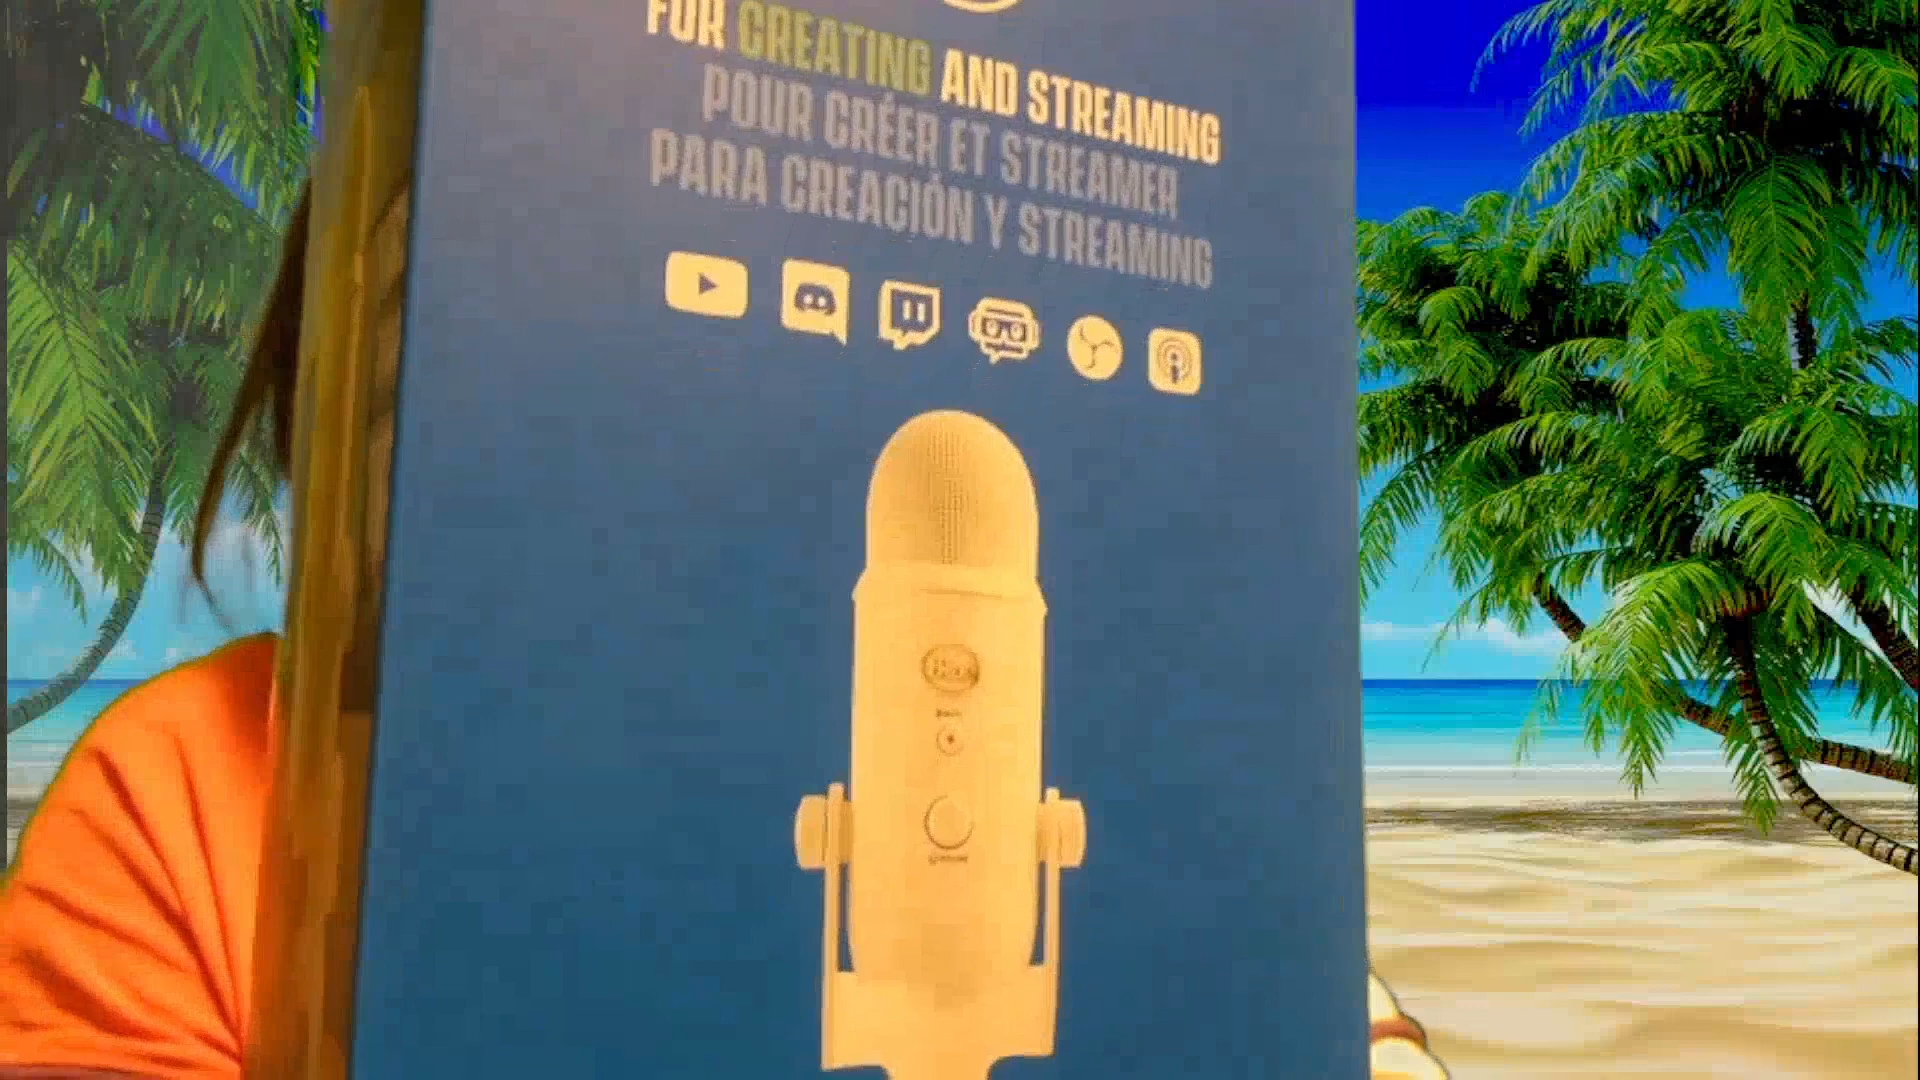 FOR CREATING AND STREAMING
POUR CRÉER ET STREAMER
PARA CREACIÓN Y STREAMING